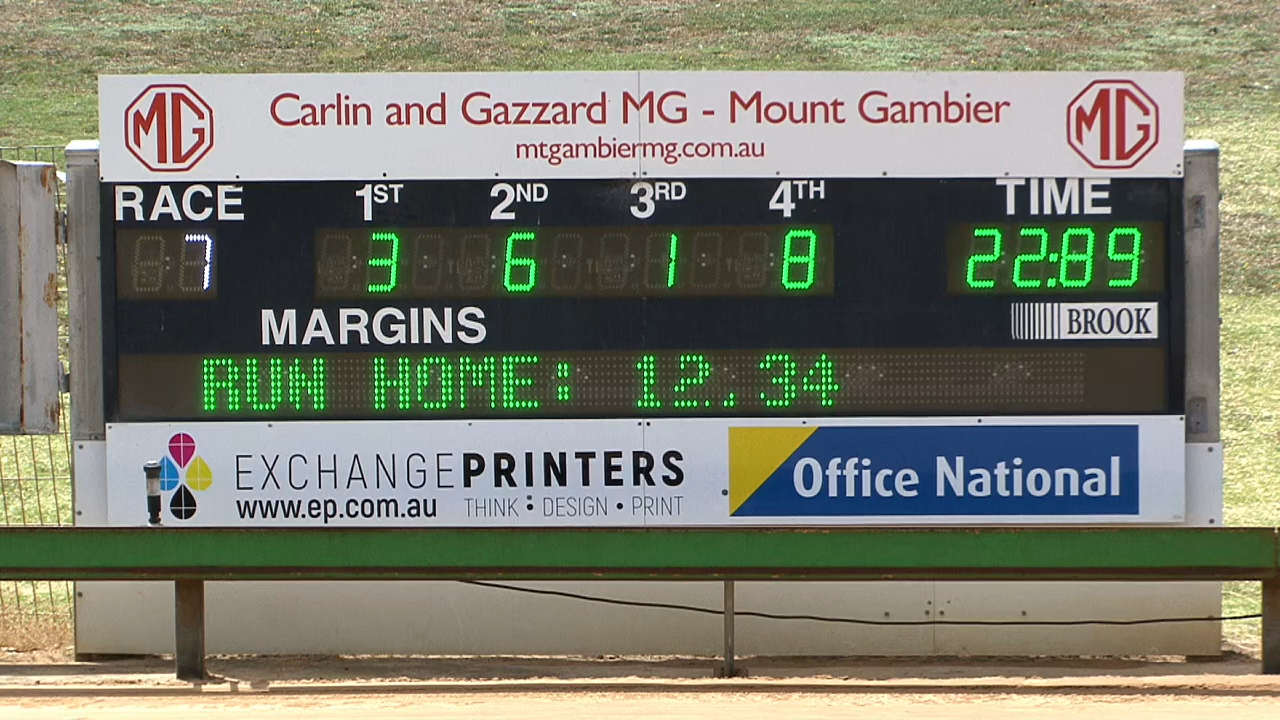 MG Carlin and Gazzard MG - Mount Gambier MG
mtgambiermg.com.au
RACE 1ST 2ND 3RD 4TH TIME
7 3 6 1 8 22:89
MARGINS BROOK
RUN HOME: 12.34
EXCHANGEPRINTERS
www.ep.com.au THINK : DESIGN • PRINT
Office National